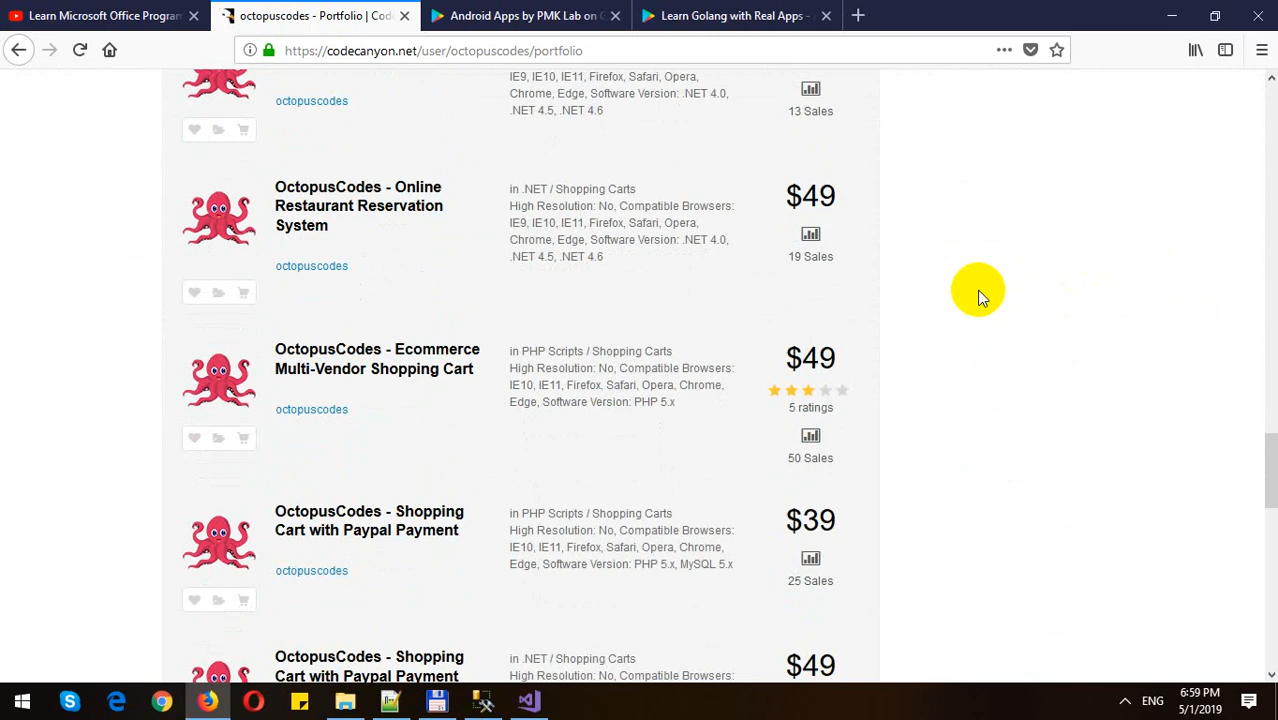 Learn Microsoft Office Program
octopuscodes - Portfolio | Code
Android Apps by PMK Lab on G
Learn Golang with Real Apps - A
https://codecanyon.net/user/octopuscodes/portfolio
octopuscodes
IE9, IE10, IE11, Firefox, Safari, Opera,
Chrome, Edge, Software Version: .NET 4.0,
.NET 4.5, .NET 4.6
13 Sales
OctopusCodes - Online
Restaurant Reservation
System
octopuscodes
in .NET / Shopping Carts
High Resolution: No, Compatible Browsers:
IE9, IE10, IE11, Firefox, Safari, Opera,
Chrome, Edge, Software Version: .NET 4.0,
.NET 4.5, .NET 4.6
$49
19 Sales
OctopusCodes - Ecommerce
Multi-Vendor Shopping Cart
octopuscodes
in PHP Scripts / Shopping Carts
High Resolution: No, Compatible Browsers:
IE10, IE11, Firefox, Safari, Opera, Chrome,
Edge, Software Version: PHP 5.x
$49
5 ratings
50 Sales
OctopusCodes - Shopping
Cart with Paypal Payment
octopuscodes
in PHP Scripts / Shopping Carts
High Resolution: No, Compatible Browsers:
IE10, IE11, Firefox, Safari, Opera, Chrome,
Edge, Software Version: PHP 5.x, MySQL 5.x
$39
25 Sales
OctopusCodes - Shopping
Cart with Paypal Payment
in .NET / Shopping Carts
High Resolution: No, Compatible Browsers:
$49
ENG
6:59 PM
5/1/2019